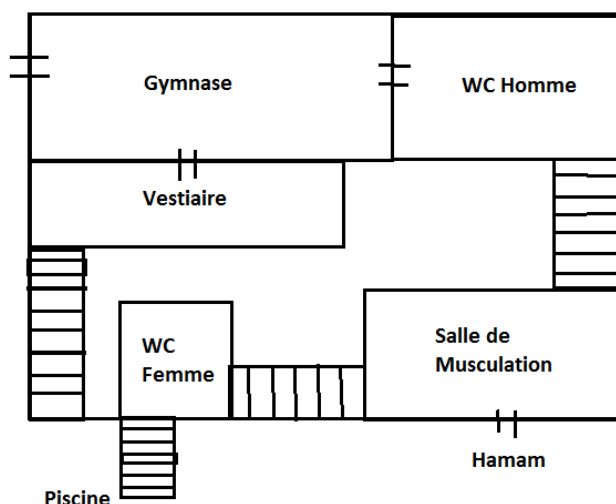 Gymnase
WC Homme
Vestiaire
WC
Femme
Salle de
Musculation
Hamam
Piscine